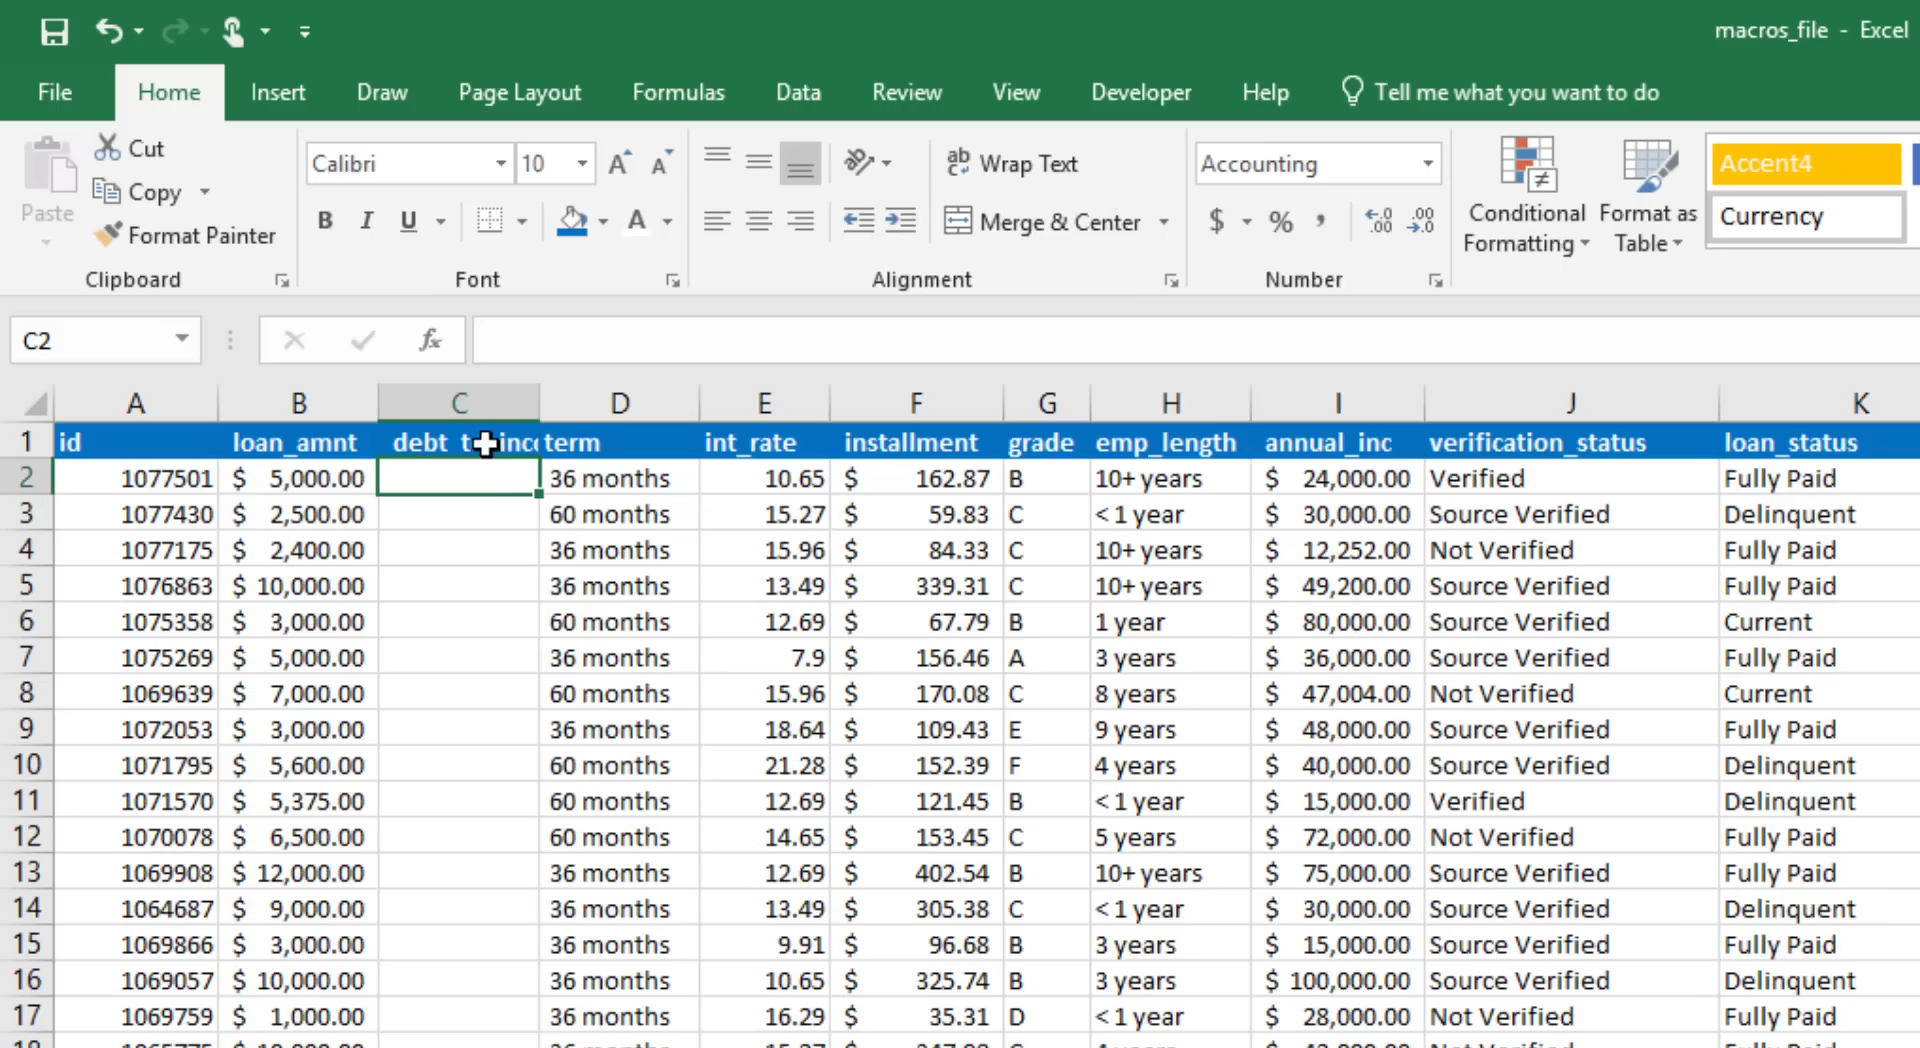 macros_file - Excel
File Home Insert Draw Page Layout Formulas Data Review View Developer Help Tell me what you want to do
Paste
Cut
Copy
Format Painter
Clipboard
Calibri 10 A A
B I U A
Font
ab Wrap Text
Merge & Center
Alignment
Accounting
$ % , .0 .00 .00 .0
Number
Conditional Formatting
Format as Table
Accent4
Currency
C2 fx
A B C D E F G H I J K
1 id loan_amnt debt_t inc term int_rate installment grade emp_length annual_inc verification_status loan_status
2 1077501 $ 5,000.00 36 months 10.65 $ 162.87 B 10+ years $ 24,000.00 Verified Fully Paid
3 1077430 $ 2,500.00 60 months 15.27 $ 59.83 C < 1 year $ 30,000.00 Source Verified Delinquent
4 1077175 $ 2,400.00 36 months 15.96 $ 84.33 C 10+ years $ 12,252.00 Not Verified Fully Paid
5 1076863 $ 10,000.00 36 months 13.49 $ 339.31 C 10+ years $ 49,200.00 Source Verified Fully Paid
6 1075358 $ 3,000.00 60 months 12.69 $ 67.79 B 1 year $ 80,000.00 Source Verified Current
7 1075269 $ 5,000.00 36 months 7.9 $ 156.46 A 3 years $ 36,000.00 Source Verified Fully Paid
8 1069639 $ 7,000.00 60 months 15.96 $ 170.08 C 8 years $ 47,004.00 Not Verified Current
9 1072053 $ 3,000.00 36 months 18.64 $ 109.43 E 9 years $ 48,000.00 Source Verified Fully Paid
10 1071795 $ 5,600.00 60 months 21.28 $ 152.39 F 4 years $ 40,000.00 Source Verified Delinquent
11 1071570 $ 5,375.00 60 months 12.69 $ 121.45 B < 1 year $ 15,000.00 Verified Delinquent
12 1070078 $ 6,500.00 60 months 14.65 $ 153.45 C 5 years $ 72,000.00 Not Verified Fully Paid
13 1069908 $ 12,000.00 36 months 12.69 $ 402.54 B 10+ years $ 75,000.00 Source Verified Fully Paid
14 1064687 $ 9,000.00 36 months 13.49 $ 305.38 C < 1 year $ 30,000.00 Source Verified Delinquent
15 1069866 $ 3,000.00 36 months 9.91 $ 96.68 B 3 years $ 15,000.00 Source Verified Fully Paid
16 1069057 $ 10,000.00 36 months 10.65 $ 325.74 B 3 years $ 100,000.00 Source Verified Delinquent
17 1069759 $ 1,000.00 36 months 16.29 $ 35.31 D < 1 year $ 28,000.00 Not Verified Fully Paid